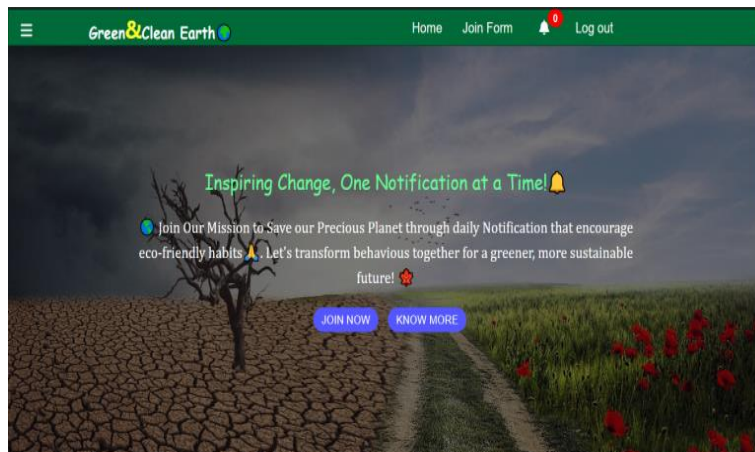 ☰ Green&Clean Earth🌍 Home Join Form 🔔 0 Log out
Inspiring Change, One Notification at a Time!🔔
🌍 Join Our Mission to Save our Precious Planet through daily Notification that encourage
eco-friendly habits 🙏 . Let's transform behavious together for a greener, more sustainable
future! 🏵️
JOIN NOW KNOW MORE